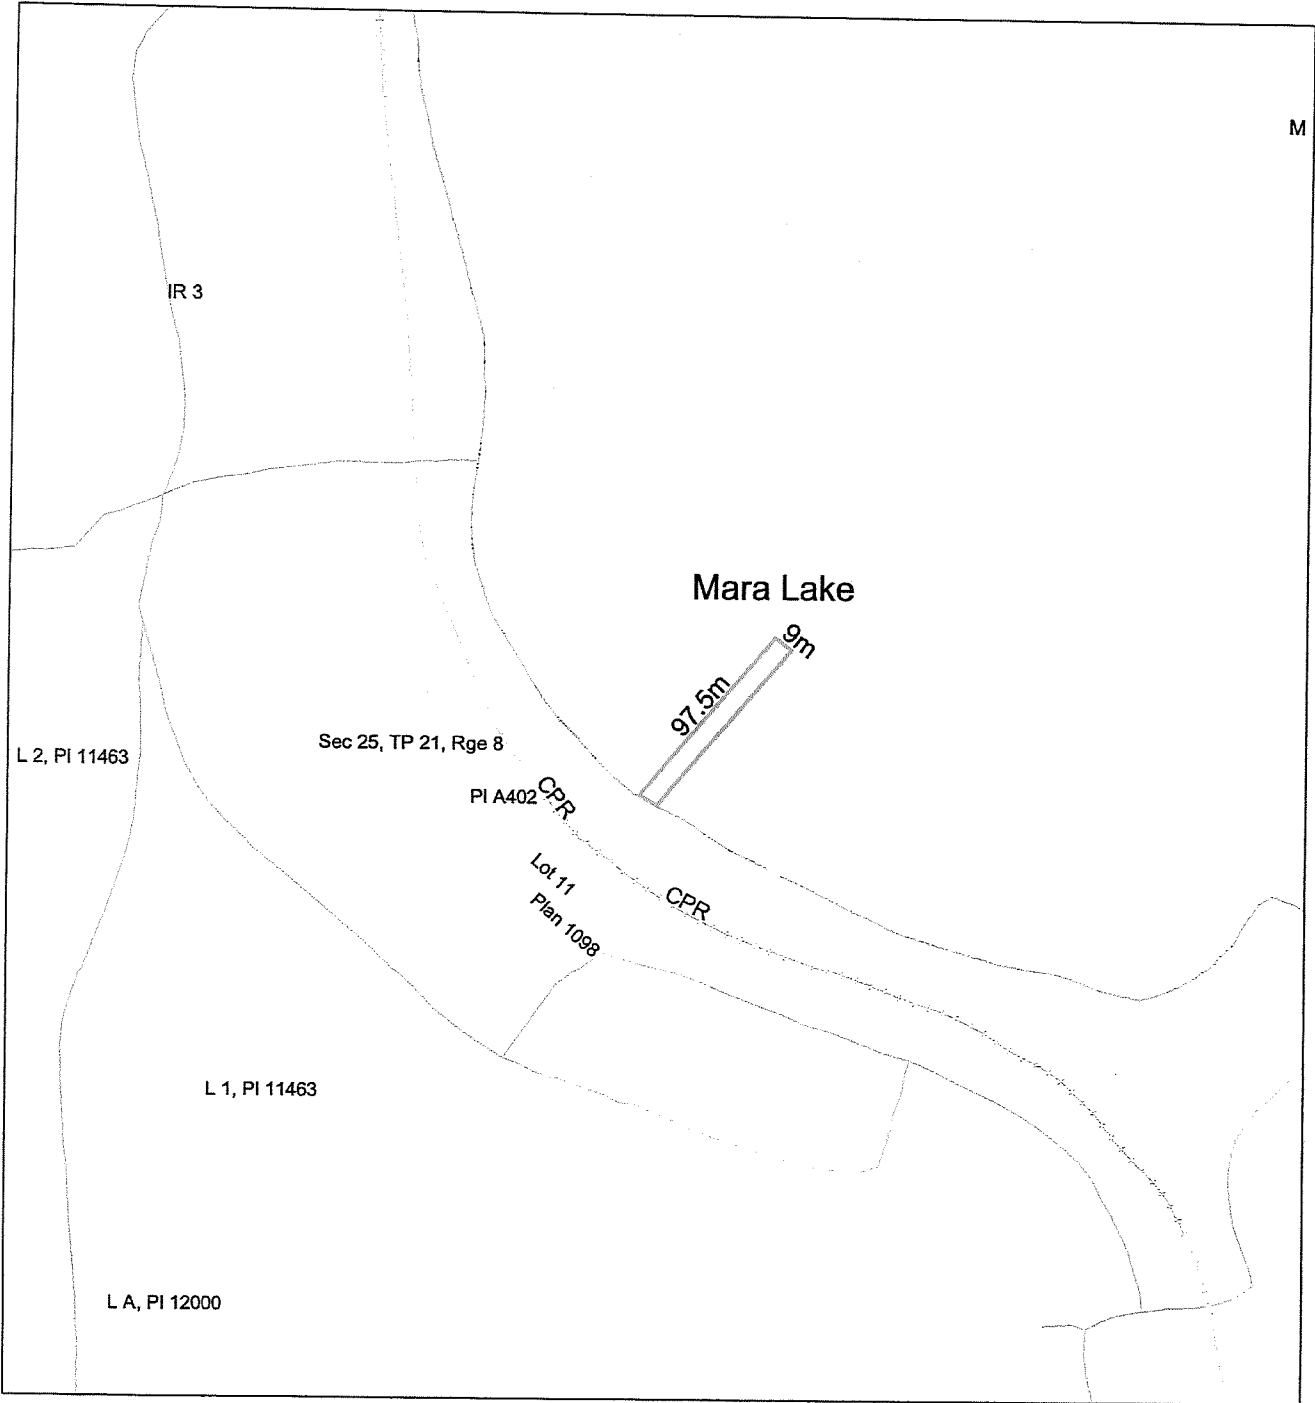 M
IR 3
Mara Lake
9m
97.5m
Sec 25, TP 21, Rge 8
L 2, Pl 11463
Pl A402
CPR
Lot 11
CPR
Plan 1098
L 1, Pl 11463
L A, Pl 12000